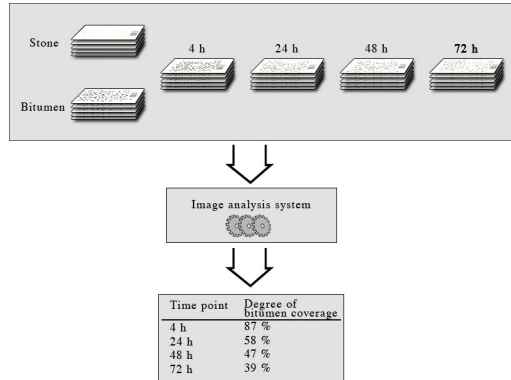 Stone
4 h 24 h 48 h 72 h
Bitumen
Image analysis system
Time point Degree of
bitumen coverage
4 h 87 %
24 h 58 %
48 h 47 %
72 h 39 %